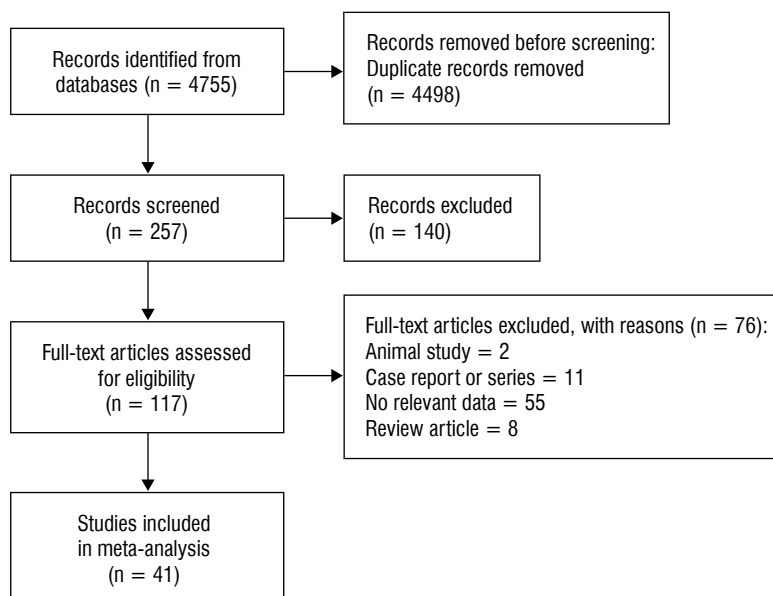 Records identified from
databases (n = 4755)
Records removed before screening:
Duplicate records removed
(n = 4498)
Records screened
(n = 257)
Records excluded
(n = 140)
Full-text articles assessed
for eligibility
(n = 117)
Full-text articles excluded, with reasons (n = 76):
Animal study = 2
Case report or series = 11
No relevant data = 55
Review article = 8
Studies included
in meta-analysis
(n = 41)